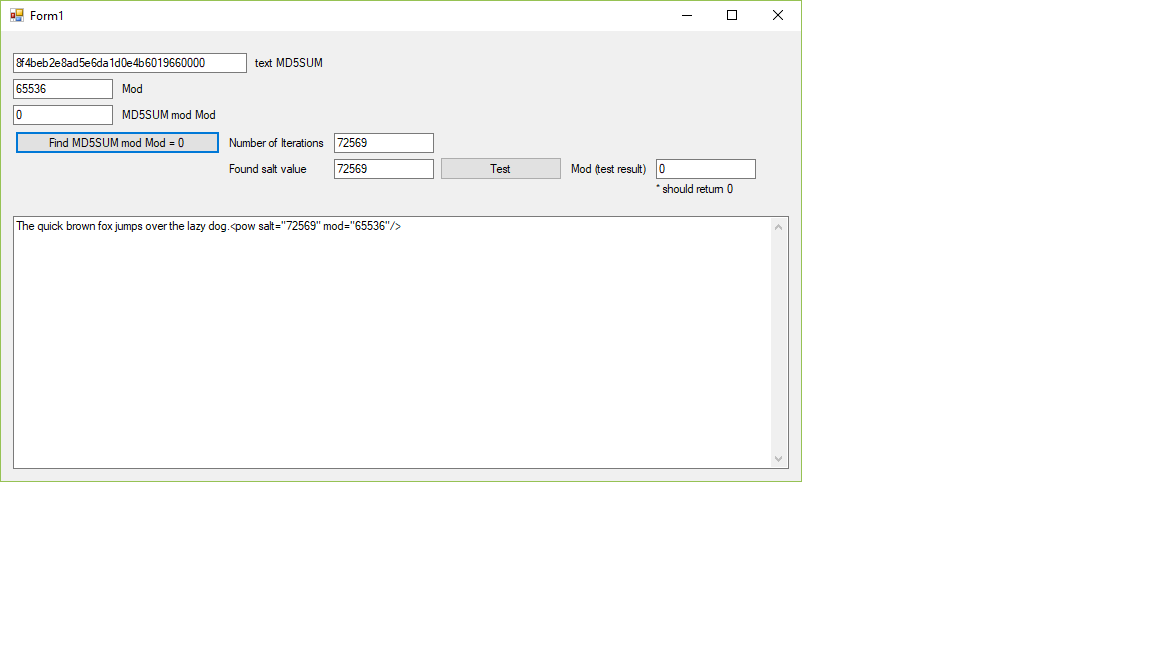 Form1
8f4beb2e8ad5e6da1d0e4b6019660000 text MD5SUM
65536 Mod
0 MD5SUM mod Mod
Find MD5SUM mod Mod = 0 Number of Iterations 72569
Found salt value 72569 Test Mod (test result) 0
* should return 0
The quick brown fox jumps over the lazy dog.<pow salt="72569" mod="65536"/>